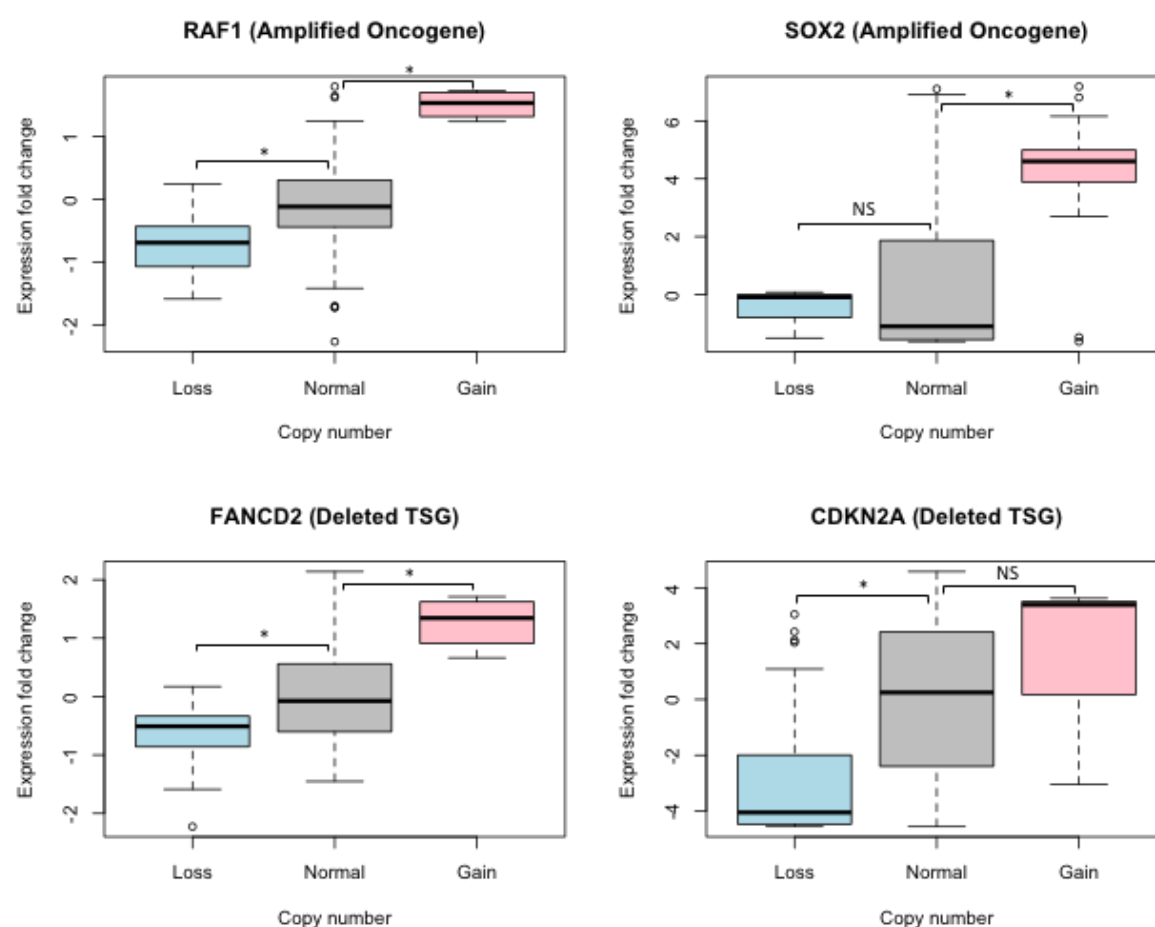 RAF1 (Amplified Oncogene)
Expression fold change
1
0
-1
-2
*
*
Loss Normal Gain
Copy number
SOX2 (Amplified Oncogene)
Expression fold change
6
4
2
0
NS
*
Loss Normal Gain
Copy number
FANCD2 (Deleted TSG)
Expression fold change
2
1
0
-1
-2
*
*
Loss Normal Gain
Copy number
CDKN2A (Deleted TSG)
Expression fold change
4
2
0
-2
-4
*
NS
Loss Normal Gain
Copy number